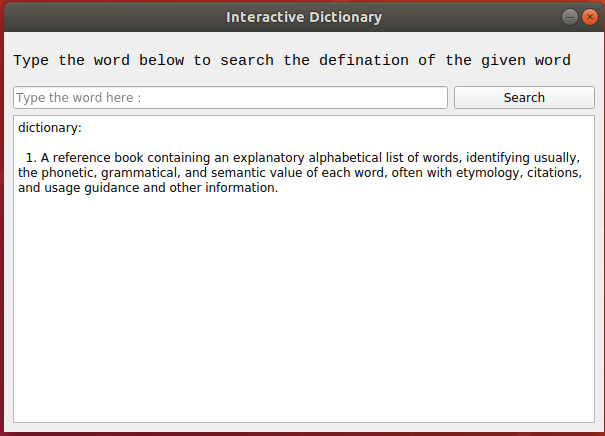 Interactive Dictionary
Type the word below to search the defination of the given word
Type the word here :
Search
dictionary:
1. A reference book containing an explanatory alphabetical list of words, identifying usually,
the phonetic, grammatical, and semantic value of each word, often with etymology, citations,
and usage guidance and other information.